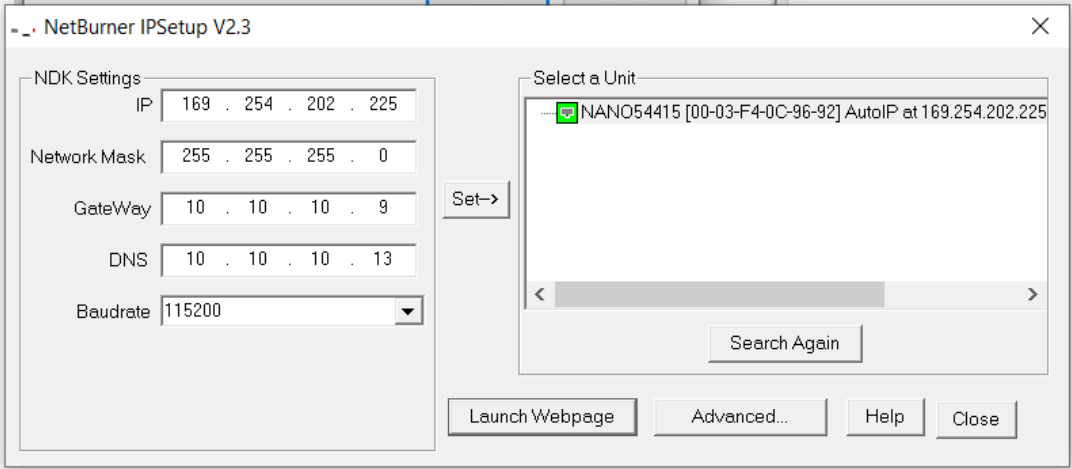 NetBurner IPSetup V2.3
NDK Settings
IP 169 . 254 . 202 . 225
Network Mask 255 . 255 . 255 . 0
GateWay 10 . 10 . 10 . 9
DNS 10 . 10 . 10 . 13
Baudrate 115200
Set->
Select a Unit
NANO54415 [00-03-F4-0C-96-92] AutoIP at 169.254.202.225
Search Again
Launch Webpage
Advanced...
Help
Close